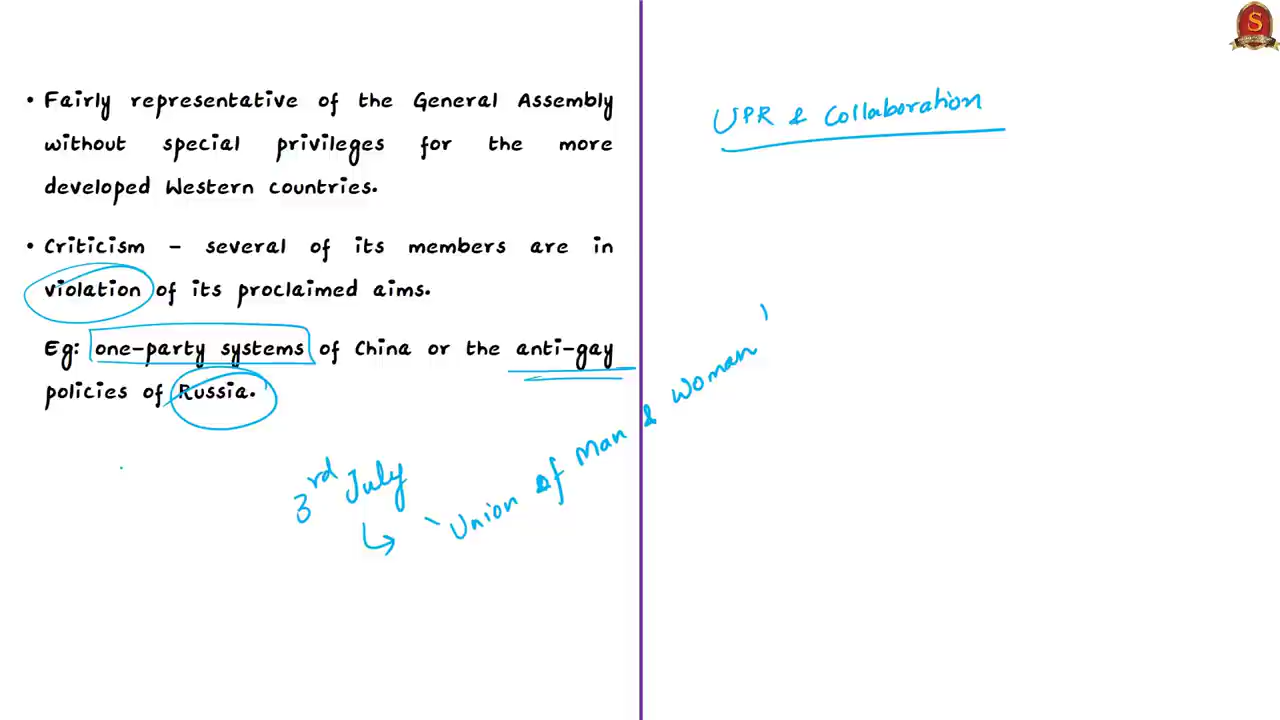 • Fairly representative of the General Assembly
without special privileges for the more
developed Western countries.
• Criticism – several of its members are in
violation of its proclaimed aims.
Eg: one-party systems of China or the anti-gay
policies of Russia.
3rd July
↳ 'Union of Man & Woman'
UPR & Collaboration
S